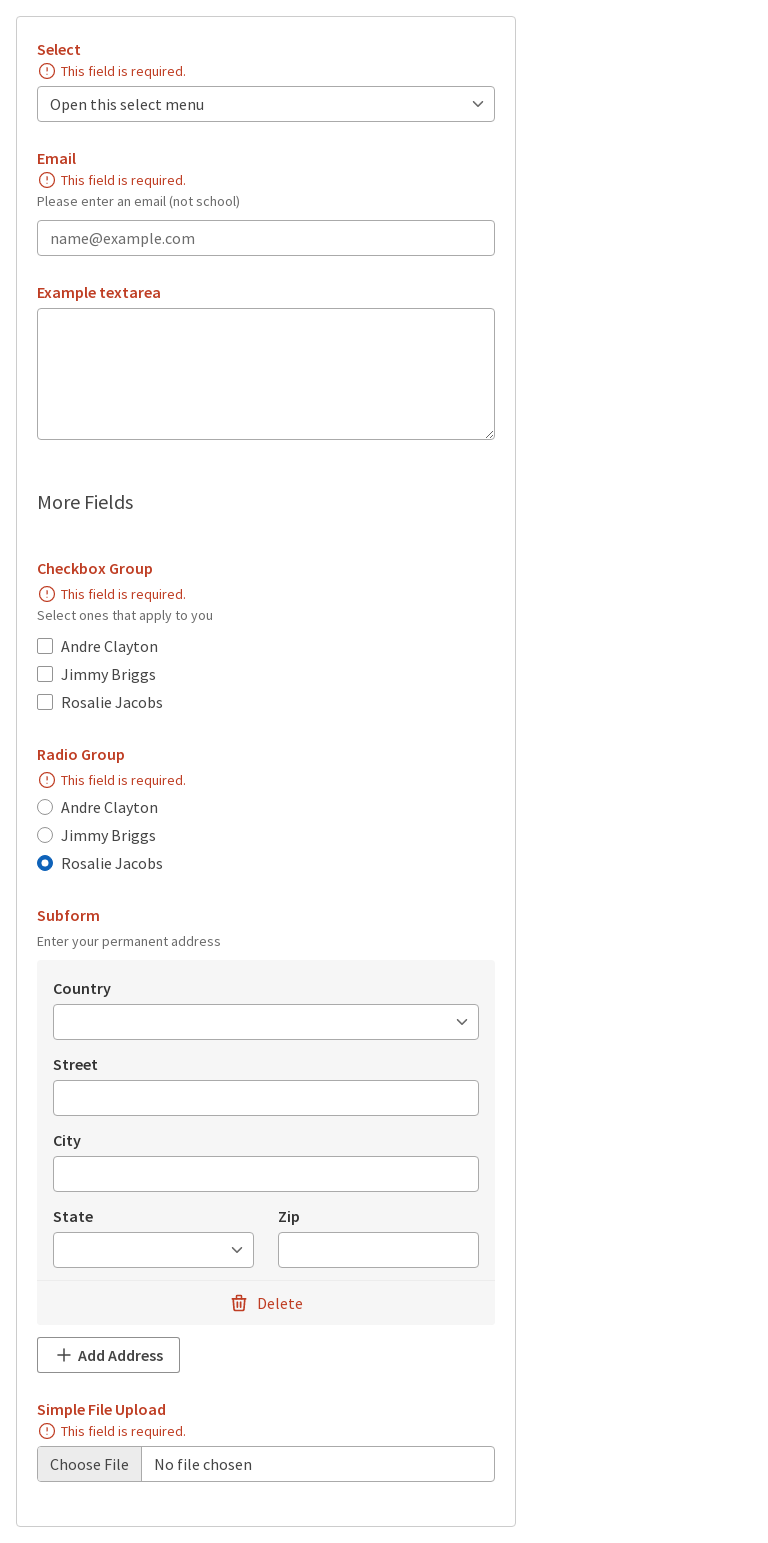 Select
This field is required.
Open this select menu
Email
This field is required.
Please enter an email (not school)
name@example.com
Example textarea
More Fields
Checkbox Group
This field is required.
Select ones that apply to you
Andre Clayton
Jimmy Briggs
Rosalie Jacobs
Radio Group
This field is required.
Andre Clayton
Jimmy Briggs
Rosalie Jacobs
Subform
Enter your permanent address
Country
Street
City
State Zip
Delete
Add Address
Simple File Upload
This field is required.
Choose File No file chosen